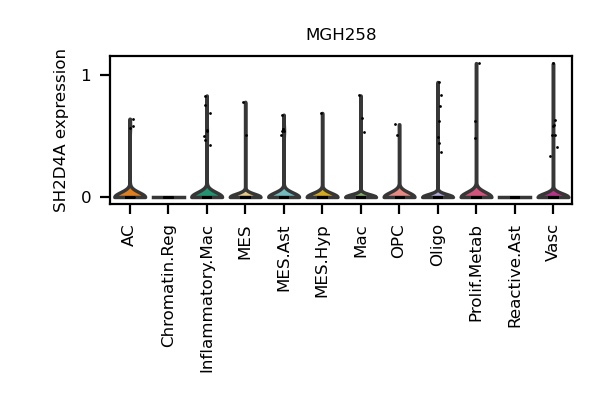 MGH258
SH2D4A expression
1
0
AC
Chromatin.Reg
Inflammatory.Mac
MES
MES.Ast
MES.Hyp
Mac
OPC
Oligo
Prolif.Metab
Reactive.Ast
Vasc